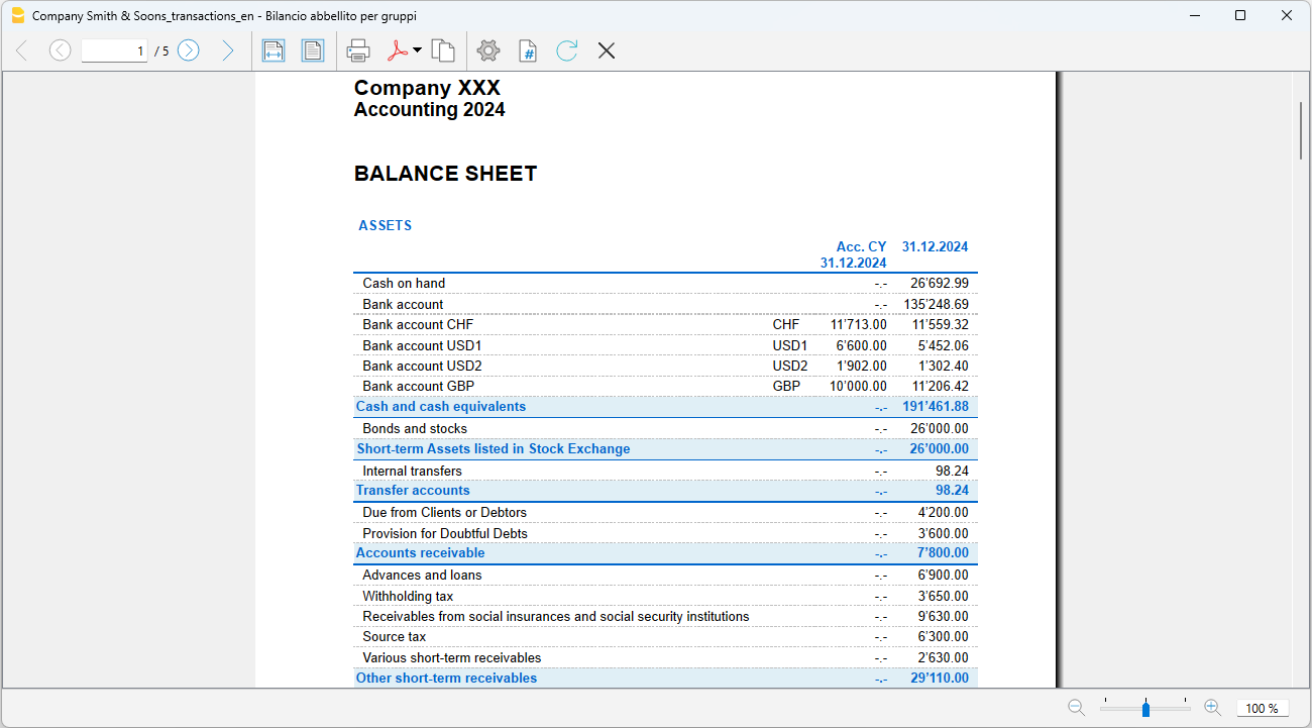 Company Smith & Soons_transactions_en - Bilancio abbellito per gruppi
1 / 5
#
Company XXX
Accounting 2024
BALANCE SHEET
ASSETS
Acc. CY 31.12.2024
31.12.2024
Cash on hand -.- 26'692.99
Bank account -.- 135'248.69
Bank account CHF CHF 11'713.00 11'559.32
Bank account USD1 USD1 6'600.00 5'452.06
Bank account USD2 USD2 1'902.00 1'302.40
Bank account GBP GBP 10'000.00 11'206.42
Cash and cash equivalents -.- 191'461.88
Bonds and stocks -.- 26'000.00
Short-term Assets listed in Stock Exchange -.- 26'000.00
Internal transfers -.- 98.24
Transfer accounts -.- 98.24
Due from Clients or Debtors -.- 4'200.00
Provision for Doubtful Debts -.- 3'600.00
Accounts receivable -.- 7'800.00
Advances and loans -.- 6'900.00
Withholding tax -.- 3'650.00
Receivables from social insurances and social security institutions -.- 9'630.00
Source tax -.- 6'300.00
Various short-term receivables -.- 2'630.00
Other short-term receivables -.- 29'110.00
100 %